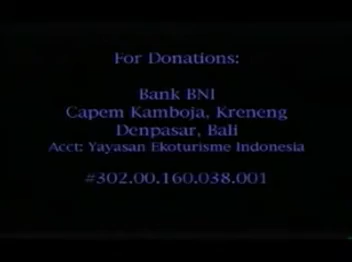 For Donations:
Bank BNI
Capem Kamboja, Kreneng
Denpasar, Bali
Acct: Yayasan Ekoturisme Indonesia
#302.00.160.038.001